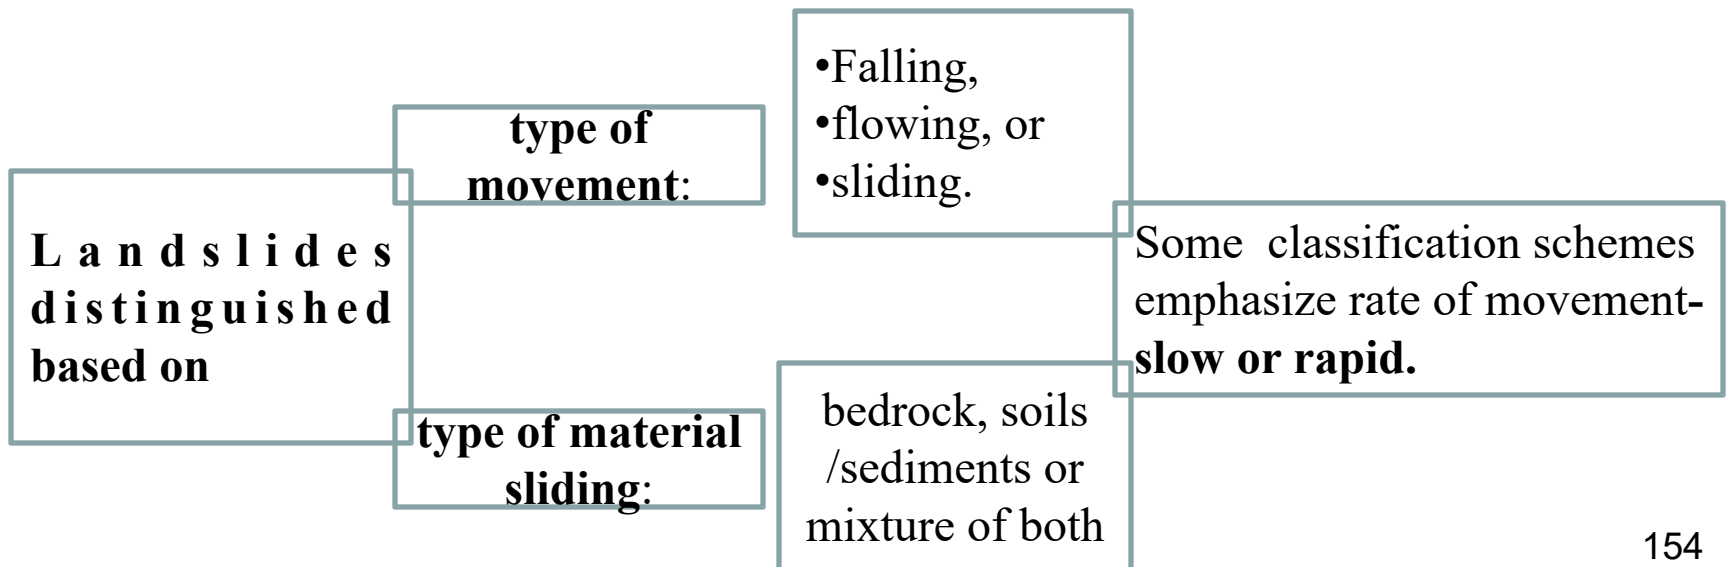 Landslides
distinguished
based on
type of
movement:
•Falling,
•flowing, or
•sliding.
type of material
sliding:
bedrock, soils
/sediments or
mixture of both
Some classification schemes
emphasize rate of movement-
slow or rapid.
154